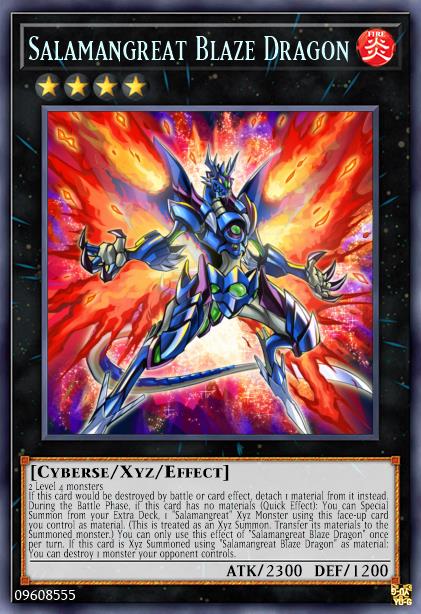 SALAMANGREAT BLAZE DRAGON
FIRE
炎
[CYBERSE/XYZ/EFFECT]
2 Level 4 monsters
If this card would be destroyed by battle or card effect, detach 1 material from it instead.
During the Battle Phase, if this card has no materials (Quick Effect): You can Special
Summon from your Extra Deck, 1 "Salamangreat" Xyz Monster using this face-up card
you control as material. (This is treated as an Xyz Summon. Transfer its materials to the
Summoned monster.) You can only use this effect of "Salamangreat Blaze Dragon" once
per turn. If this card is Xyz Summoned using "Salamangreat Blaze Dragon" as material:
You can destroy 1 monster your opponent controls.
ATK/2300 DEF/1200
09608555